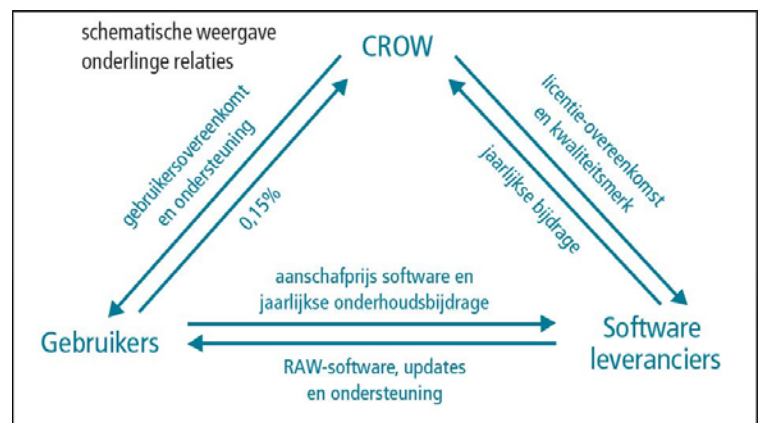 schematische weergave
onderlinge relaties
CROW
gebruikersovereenkomt
en ondersteuning
0,15%
licentie-overeenkomst
en kwaliteitsmerk
jaarlijkse bijdrage
aanschafprijs software en
jaarlijkse onderhoudsbijdrage
Gebruikers
Software
leveranciers
RAW-software, updates
en ondersteuning